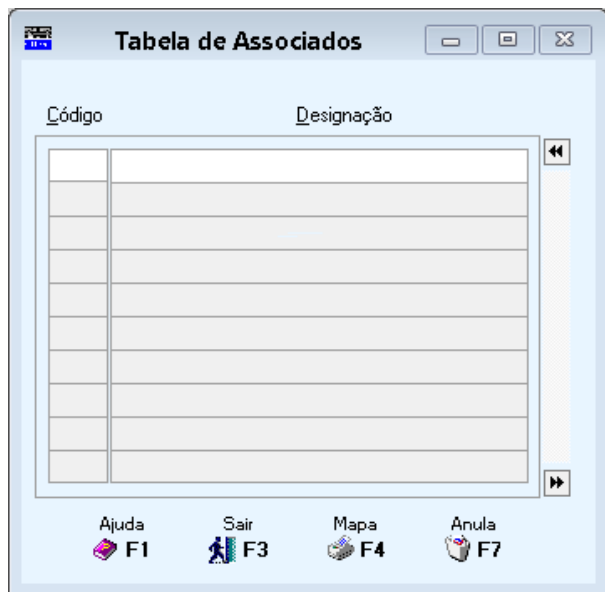 Tabela de Associados
Código Designação
Ajuda Sair Mapa Anula
F1 F3 F4 F7